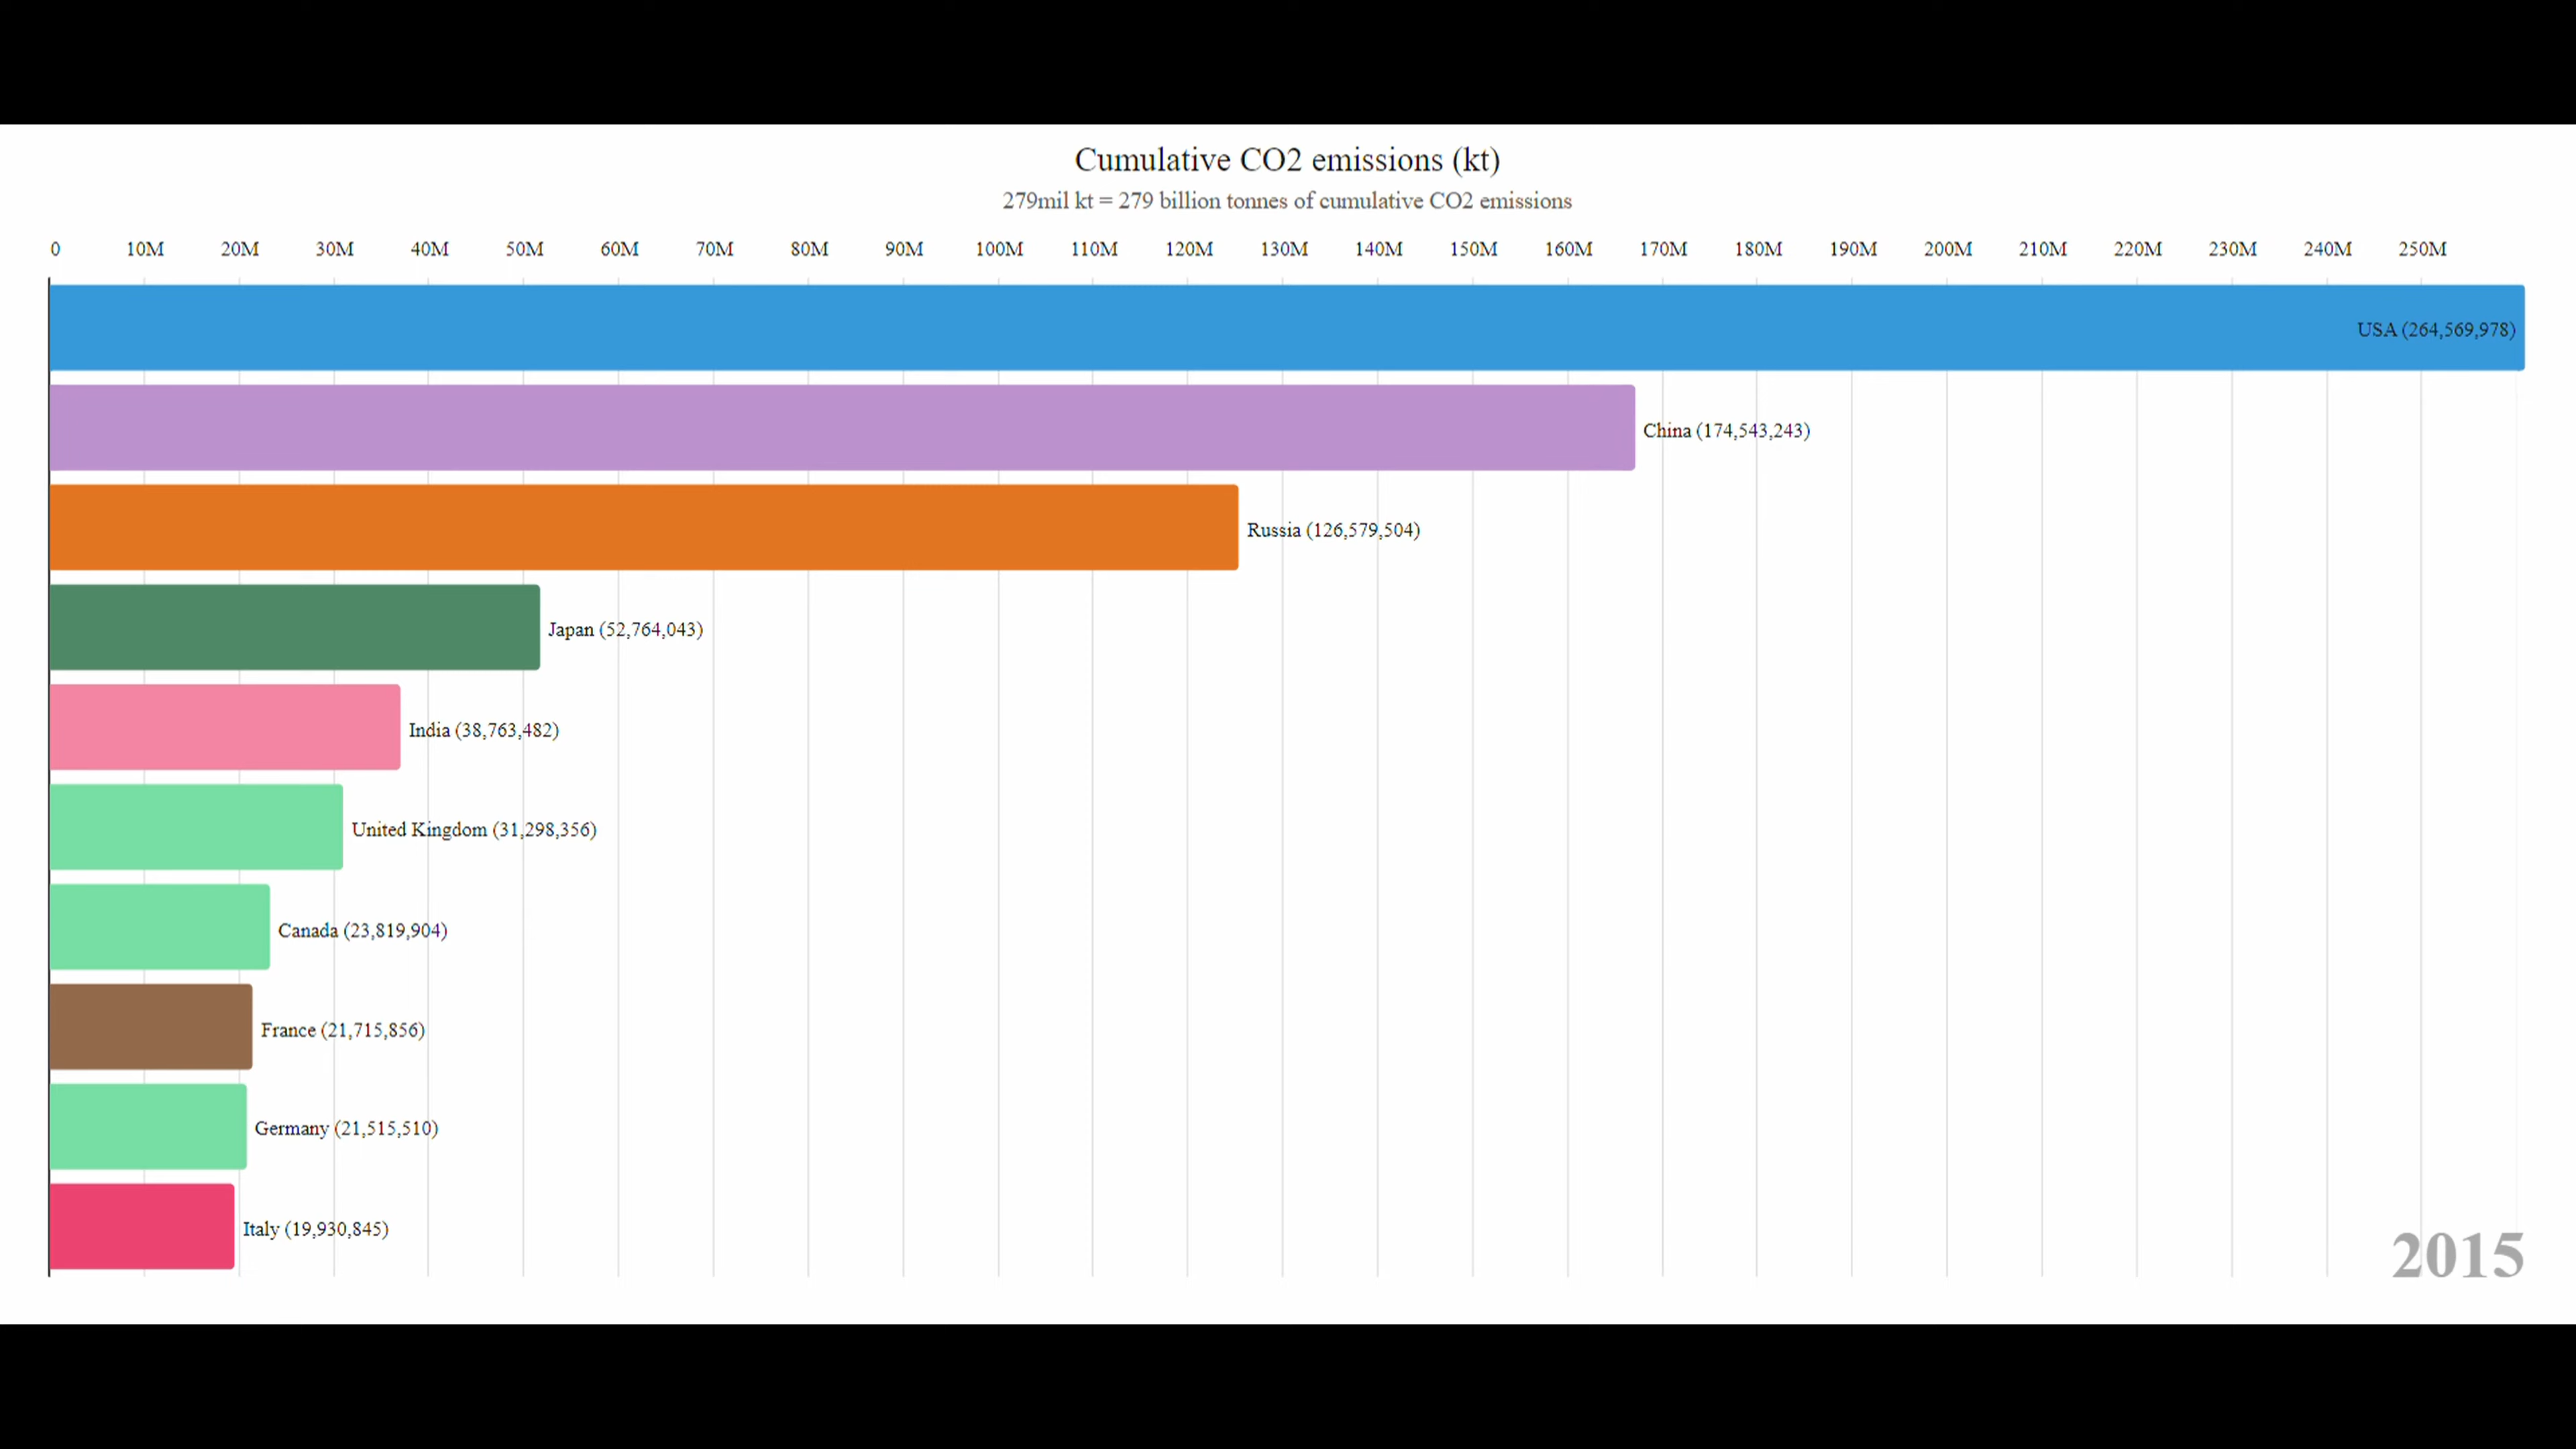 Cumulative CO2 emissions (kt)
279mil kt = 279 billion tonnes of cumulative CO2 emissions
0 10M 20M 30M 40M 50M 60M 70M 80M 90M 100M 110M 120M 130M 140M 150M 160M 170M 180M 190M 200M 210M 220M 230M 240M 250M
USA (264,569,978)
China (174,543,243)
Russia (126,579,504)
Japan (52,764,043)
India (38,763,482)
United Kingdom (31,298,356)
Canada (23,819,904)
France (21,715,856)
Germany (21,515,510)
Italy (19,930,845)
2015